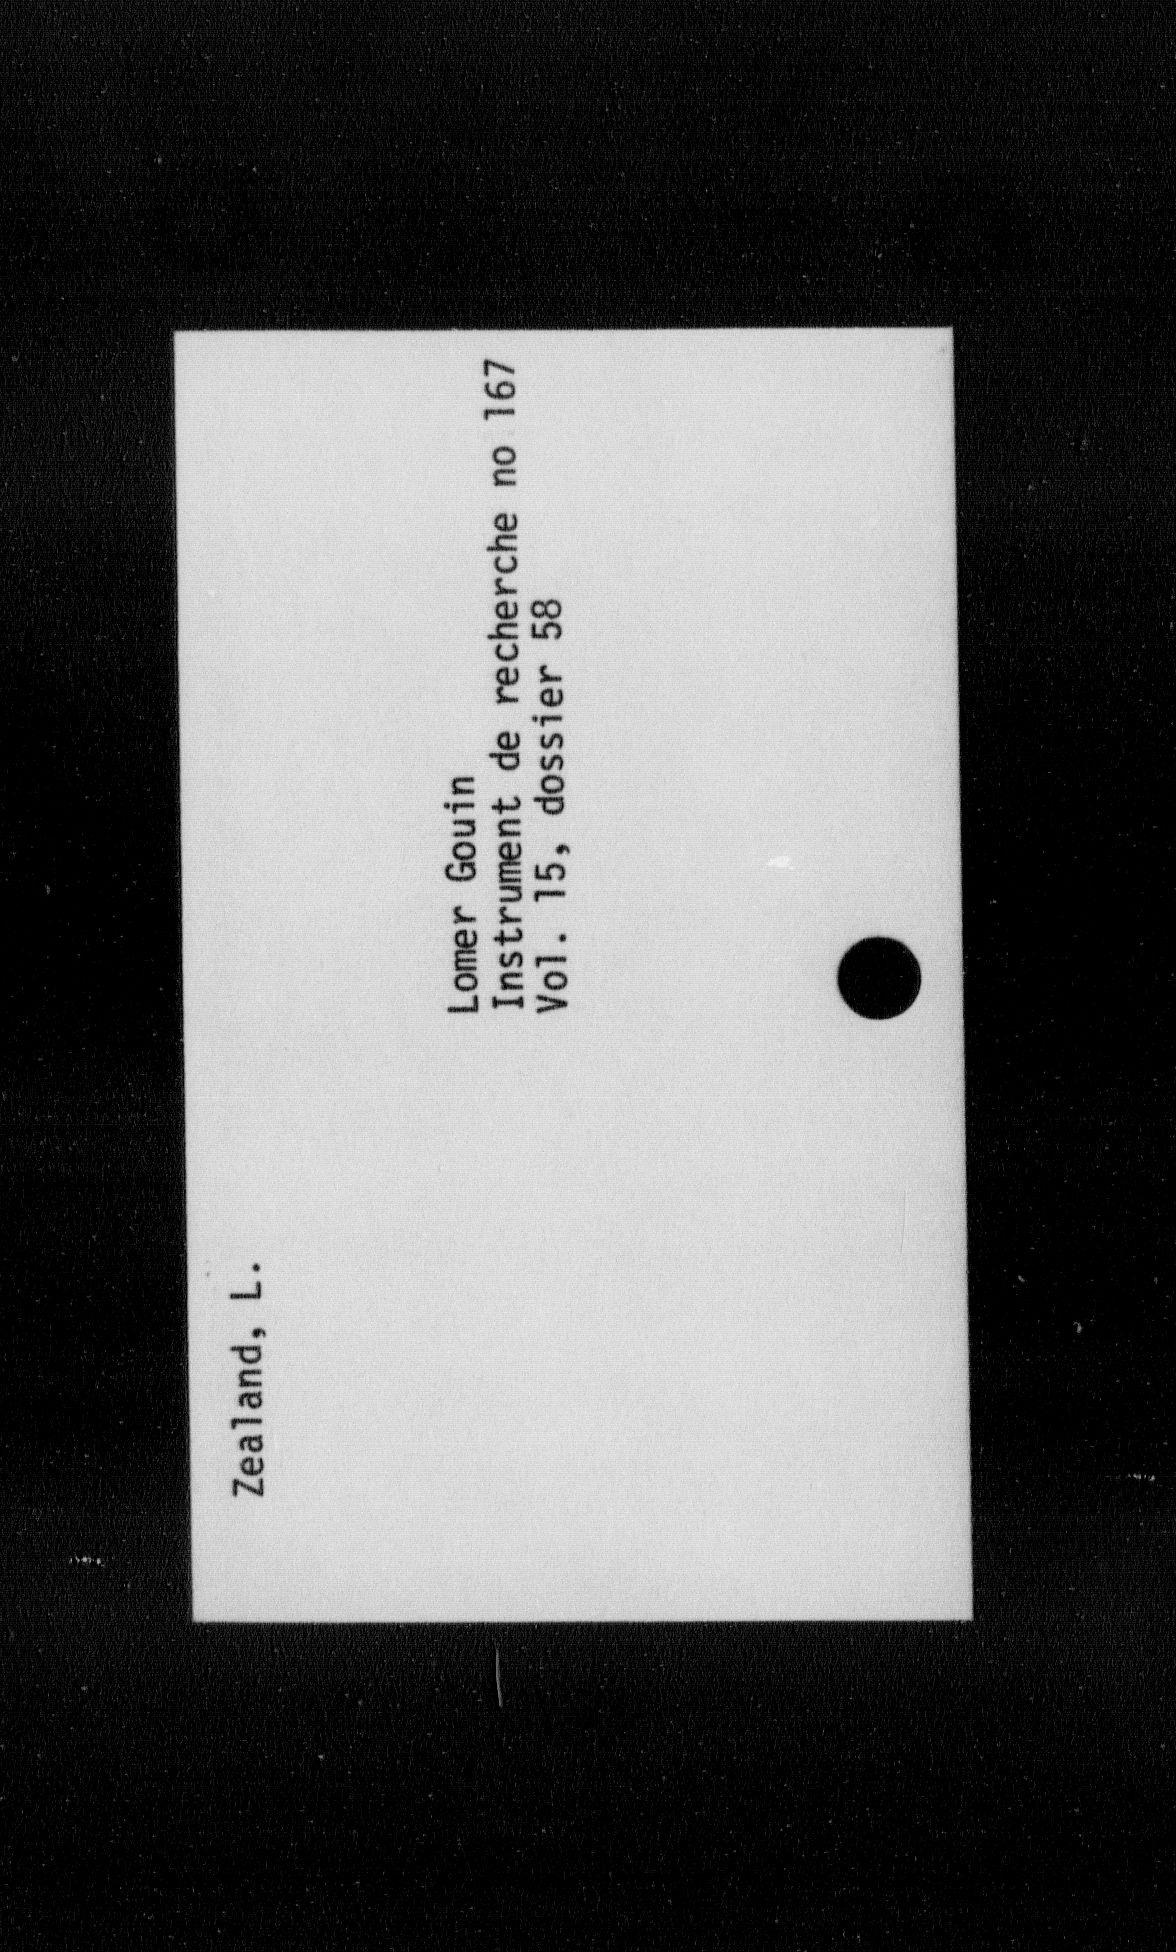 Zealand, L.
Lomer Gouin
Instrument de recherche no 167
Vol. 15, dossier 58